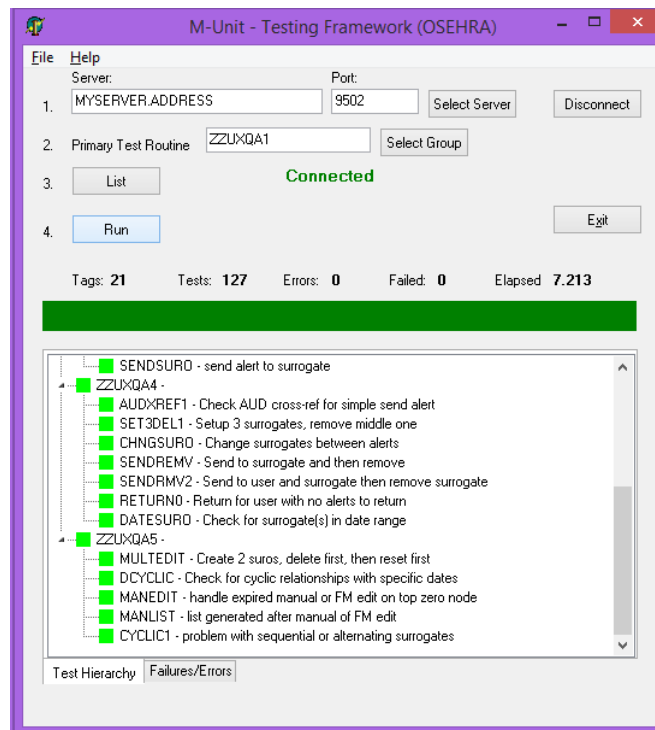 M-Unit - Testing Framework (OSEHRA)
File Help
Server: Port:
1. MYSERVER.ADDRESS 9502 Select Server Disconnect
2. Primary Test Routine ZZUXQA1 Select Group
3. List Connected
4. Run Exit
Tags: 21 Tests: 127 Errors: 0 Failed: 0 Elapsed 7.213
SENDSURO - send alert to surrogate
ZZUXQA4 -
AUDXREF1 - Check AUD cross-ref for simple send alert
SET3DEL1 - Setup 3 surrogates, remove middle one
CHNGSURO - Change surrogates between alerts
SENDREMV - Send to surrogate and then remove
SENDRMV2 - Send to user and surrogate then remove surrogate
RETURN0 - Return for user with no alerts to return
DATESURO - Check for surrogate(s) in date range
ZZUXQA5 -
MULTEDIT - Create 2 suros, delete first, then reset first
DCYCLIC - Check for cyclic relationships with specific dates
MANEDIT - handle expired manual or FM edit on top zero node
MANLIST - list generated after manual of FM edit
CYCLIC1 - problem with sequential or alternating surrogates
Test Hierarchy Failures/Errors